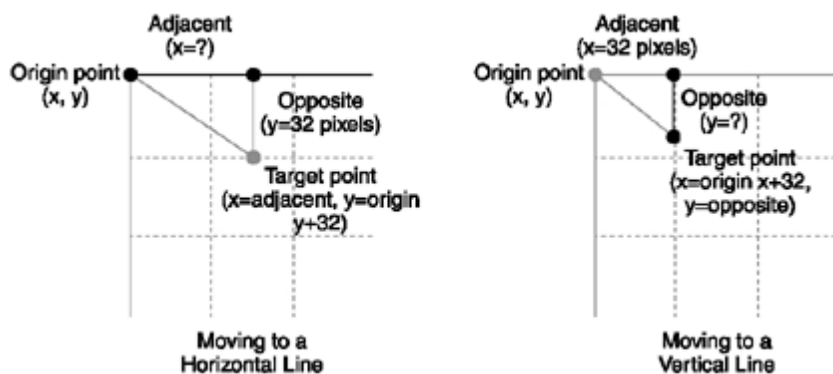 Adjacent
(x=?)
Origin point
(x, y)
Opposite
(y=32 pixels)
Target point
(x=adjacent, y=origin
y+32)
Moving to a
Horizontal Line
Adjacent
(x=32 pixels)
Origin point
(x, y)
Opposite
(y=?)
Target point
(x=origin x+32,
y=opposite)
Moving to a
Vertical Line